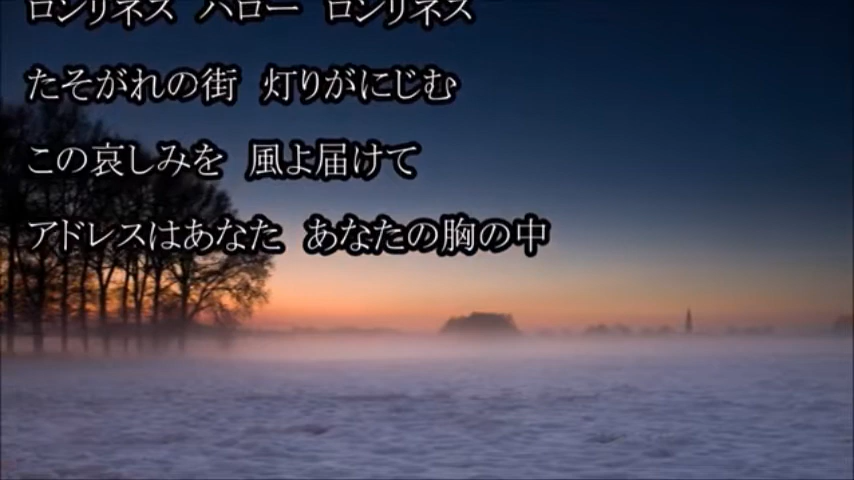 ロンリネス　ハロー　ロンリネス
たそがれの街　灯りがにじむ
この哀しみを　風よ届けて
アドレスはあなた　あなたの胸の中